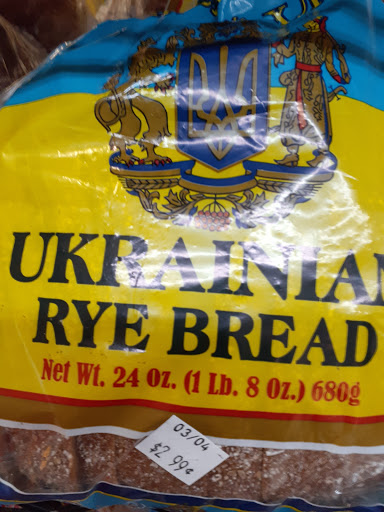 UKRAINIAN
RYE BREAD
Net Wt. 24 Oz. (1 Lb. 8 Oz.) 680g
03/04
$2 99¢